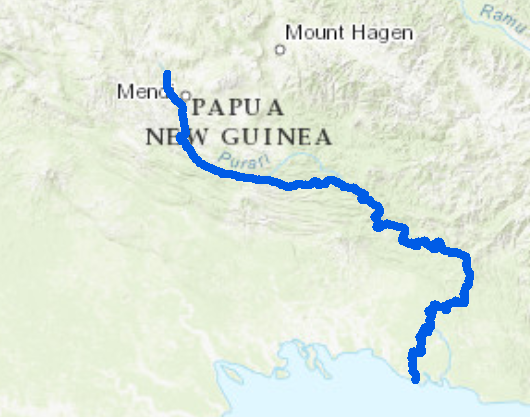 Ramu
Mount Hagen
Mendi
PAPUA
NEW GUINEA
Purari